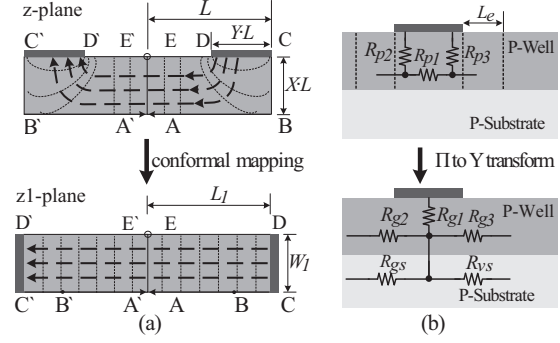 z-plane
L
C` D` E` E D Y·L C
X·L
B` A` A B
conformal mapping
z1-plane
L1
D` E` E D
W1
C` B` A` A B C
(a)
Le
P-Well
Rp2 Rp1 Rp3
P-Substrate
Π to Y transform
P-Well
Rg1
Rg2 Rg3
Rgs Rvs
P-Substrate
(b)